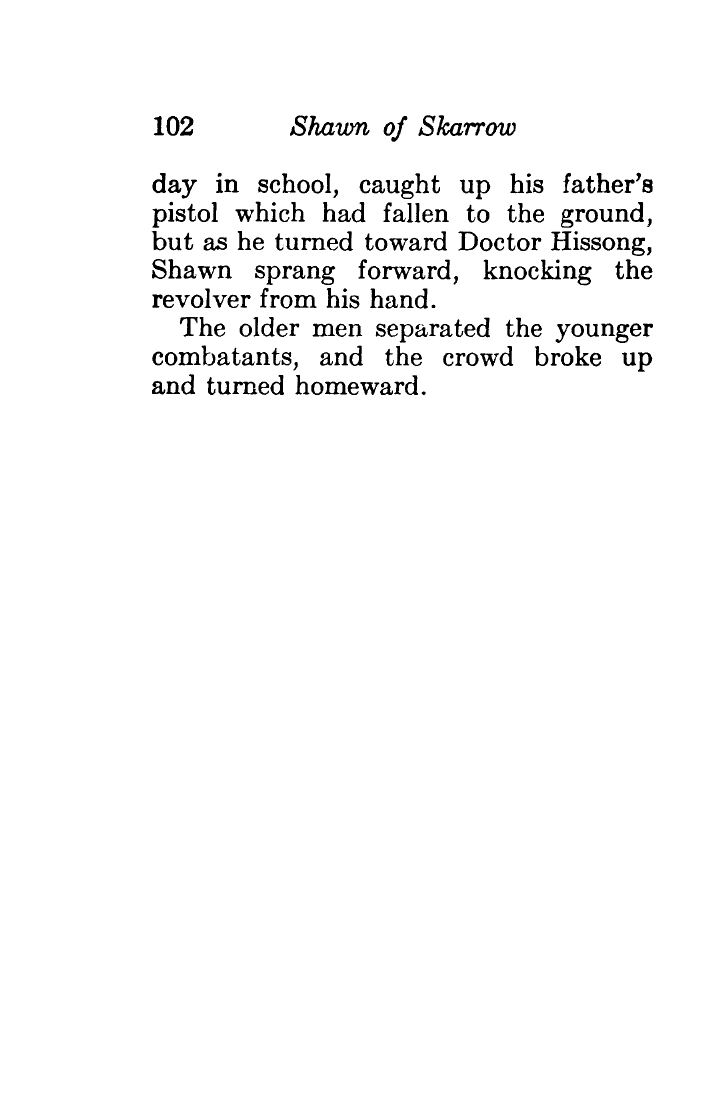 102 Shawn of Skarrow
day in school, caught up his father's
pistol which had fallen to the ground,
but as he turned toward Doctor Hissong,
Shawn sprang forward, knocking the
revolver from his hand.
The older men separated the younger
combatants, and the crowd broke up
and turned homeward.